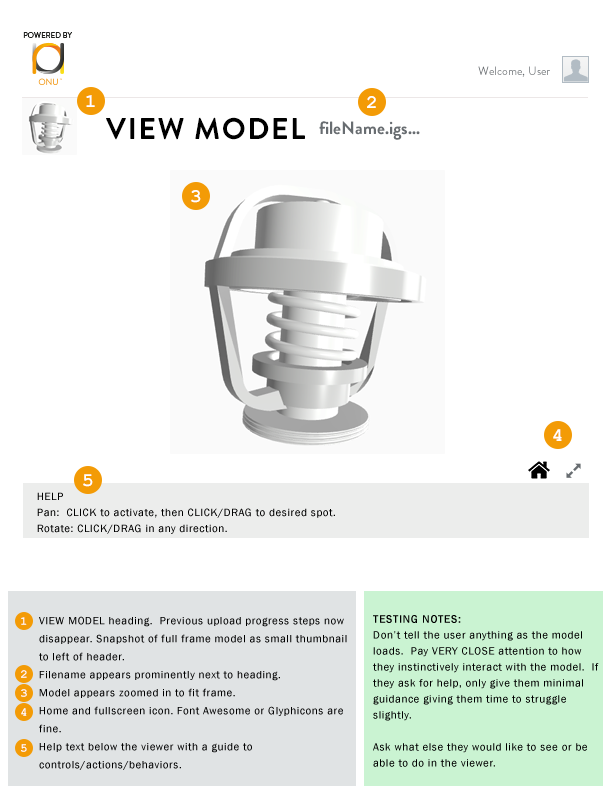 POWERED BY
ONU
Welcome, User
1
2
VIEW MODEL fileName.igs...
3
4
5
HELP
Pan:  CLICK to activate, then CLICK/DRAG to desired spot.
Rotate: CLICK/DRAG in any direction.
1 VIEW MODEL heading.  Previous upload progress steps now
disappear. Snapshot of full frame model as small thumbnail
to left of header.
2 Filename appears prominently next to heading.
3 Model appears zoomed in to fit frame.
4 Home and fullscreen icon. Font Awesome or Glyphicons are
fine.
5 Help text below the viewer with a guide to
controls/actions/behaviors.
TESTING NOTES:
Don't tell the user anything as the model
loads.  Pay VERY CLOSE attention to how
they instinctively interact with the model.  If
they ask for help, only give them minimal
guidance giving them time to struggle
slightly.
Ask what else they would like to see or be
able to do in the viewer.